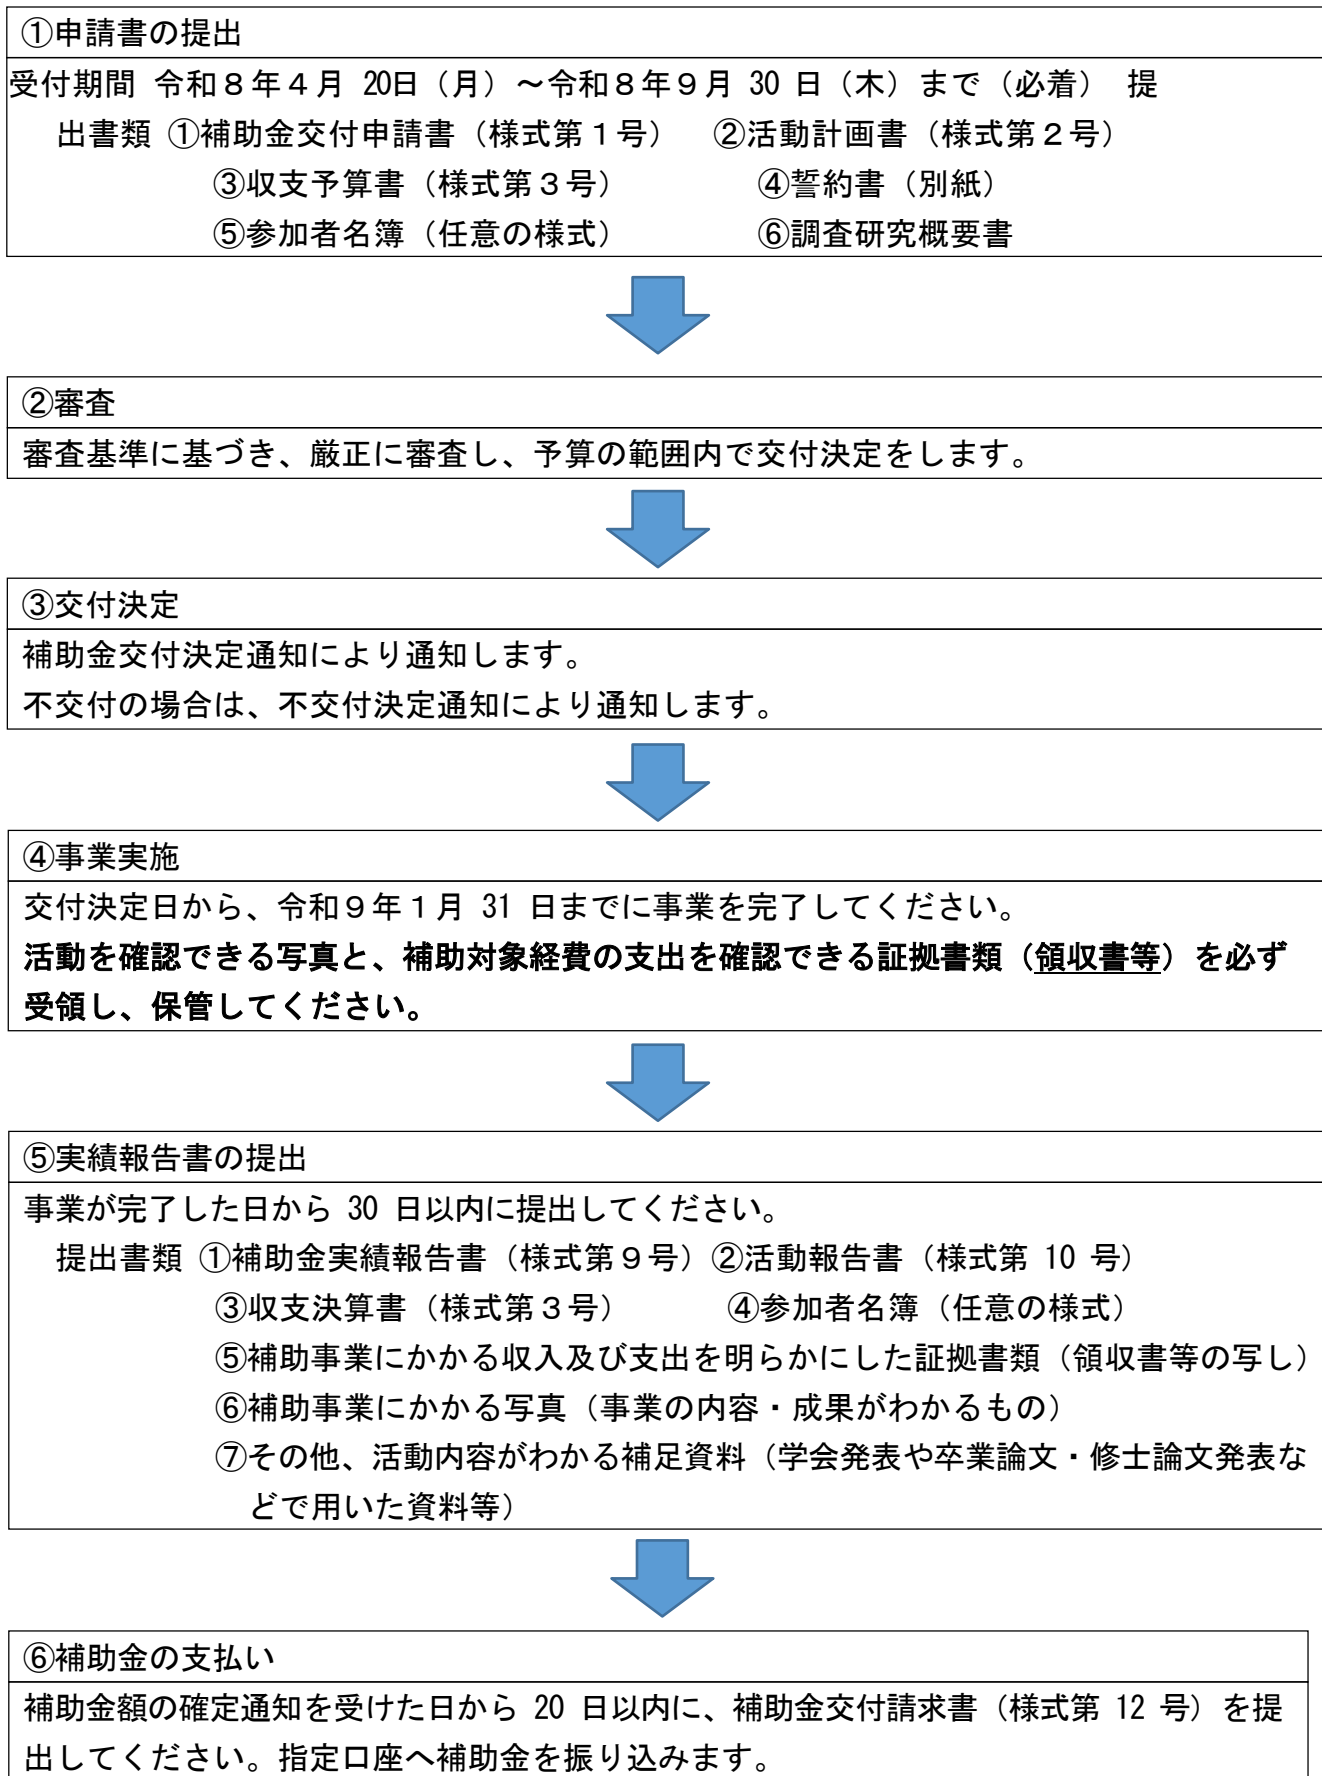 ①申請書の提出
受付期間 令和８年４月 20日（月）～令和８年９月 30 日（木）まで（必着） 提
出書類 ①補助金交付申請書（様式第１号） ②活動計画書（様式第２号）
③収支予算書（様式第３号） ④誓約書（別紙）
⑤参加者名簿（任意の様式） ⑥調査研究概要書
②審査
審査基準に基づき、厳正に審査し、予算の範囲内で交付決定をします。
③交付決定
補助金交付決定通知により通知します。
不交付の場合は、不交付決定通知により通知します。
④事業実施
交付決定日から、令和９年１月 31 日までに事業を完了してください。
活動を確認できる写真と、補助対象経費の支出を確認できる証拠書類（領収書等）を必ず
受領し、保管してください。
⑤実績報告書の提出
事業が完了した日から 30 日以内に提出してください。
提出書類 ①補助金実績報告書（様式第９号）②活動報告書（様式第 10 号）
③収支決算書（様式第３号） ④参加者名簿（任意の様式）
⑤補助事業にかかる収入及び支出を明らかにした証拠書類（領収書等の写し）
⑥補助事業にかかる写真（事業の内容・成果がわかるもの）
⑦その他、活動内容がわかる補足資料（学会発表や卒業論文・修士論文発表な
どで用いた資料等）
⑥補助金の支払い
補助金額の確定通知を受けた日から 20 日以内に、補助金交付請求書（様式第 12 号）を提
出してください。指定口座へ補助金を振り込みます。